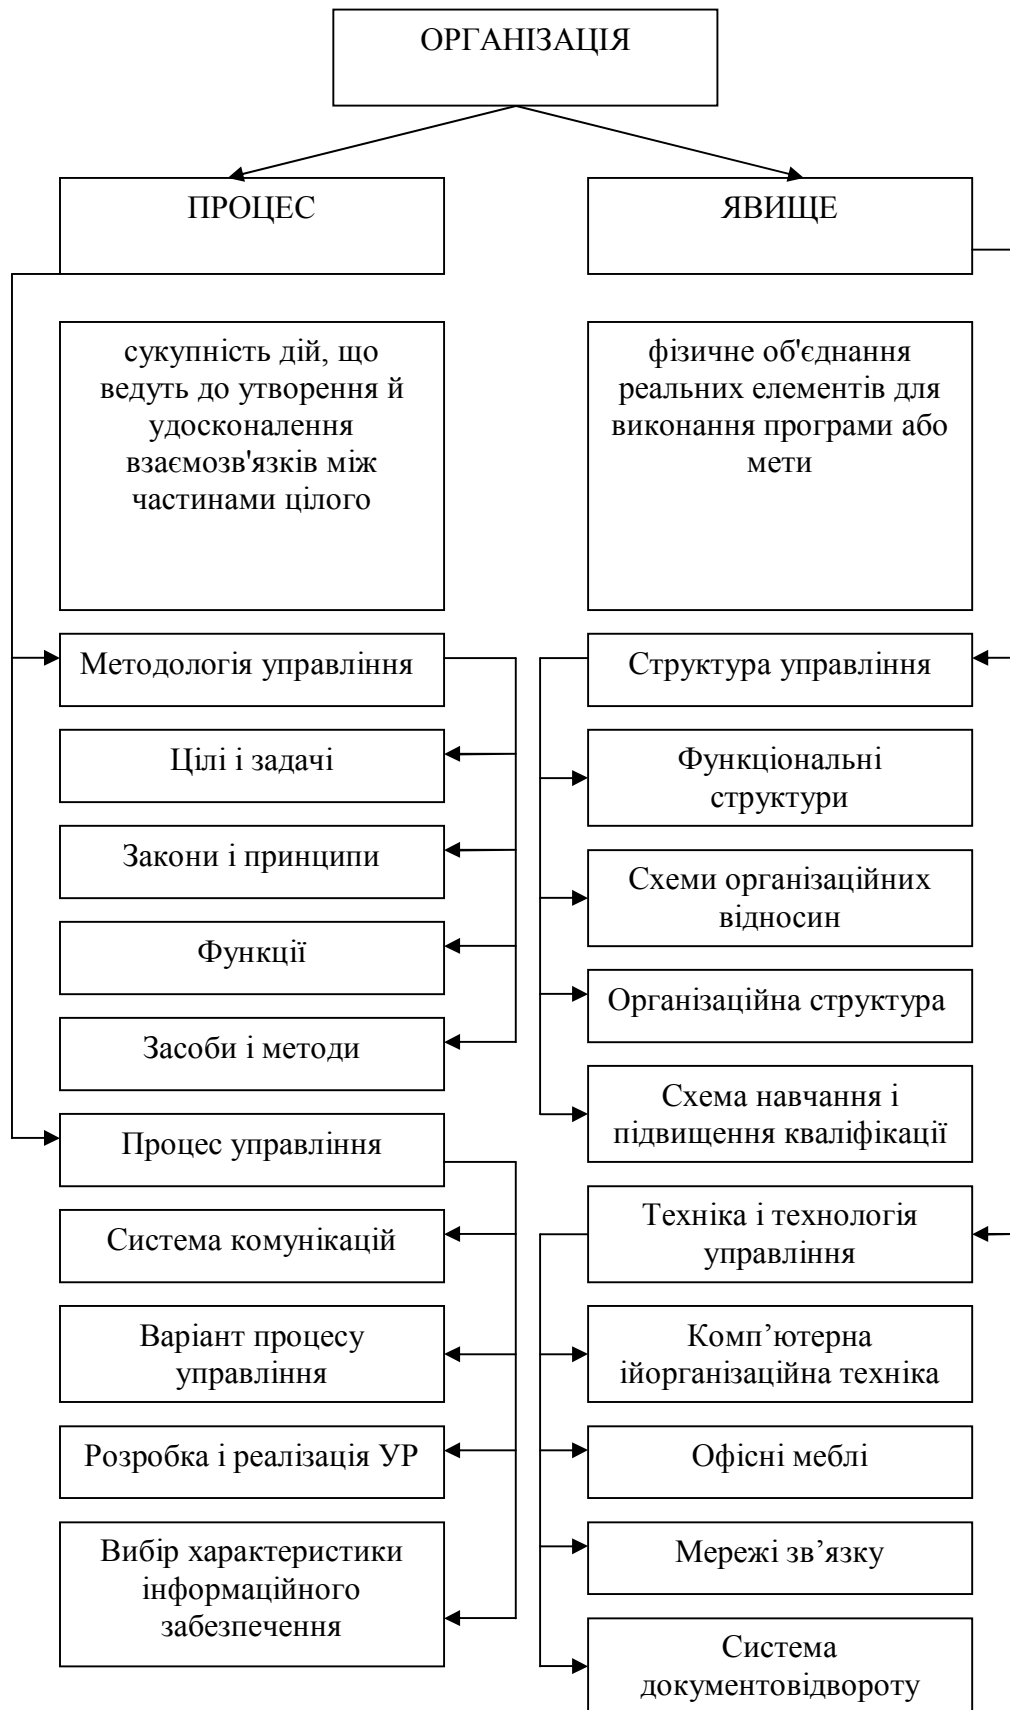 ОРГАНІЗАЦІЯ
ПРОЦЕС
ЯВИЩЕ
сукупність дій, що
ведуть до утворення й
удосконалення
взаємозв'язків між
частинами цілого
фізичне об'єднання
реальних елементів для
виконання програми або
мети
Методологія управління
Цілі і задачі
Закони і принципи
Функції
Засоби і методи
Процес управління
Система комунікацій
Варіант процесу
управління
Розробка і реалізація УР
Вибір характеристики
інформаційного
забезпечення
Структура управління
Функціональні
структури
Схеми організаційних
відносин
Організаційна структура
Схема навчання і
підвищення кваліфікації
Техніка і технологія
управління
Комп’ютерна
ійорганізаційна техніка
Офісні меблі
Мережі зв’язку
Система
документовідвороту